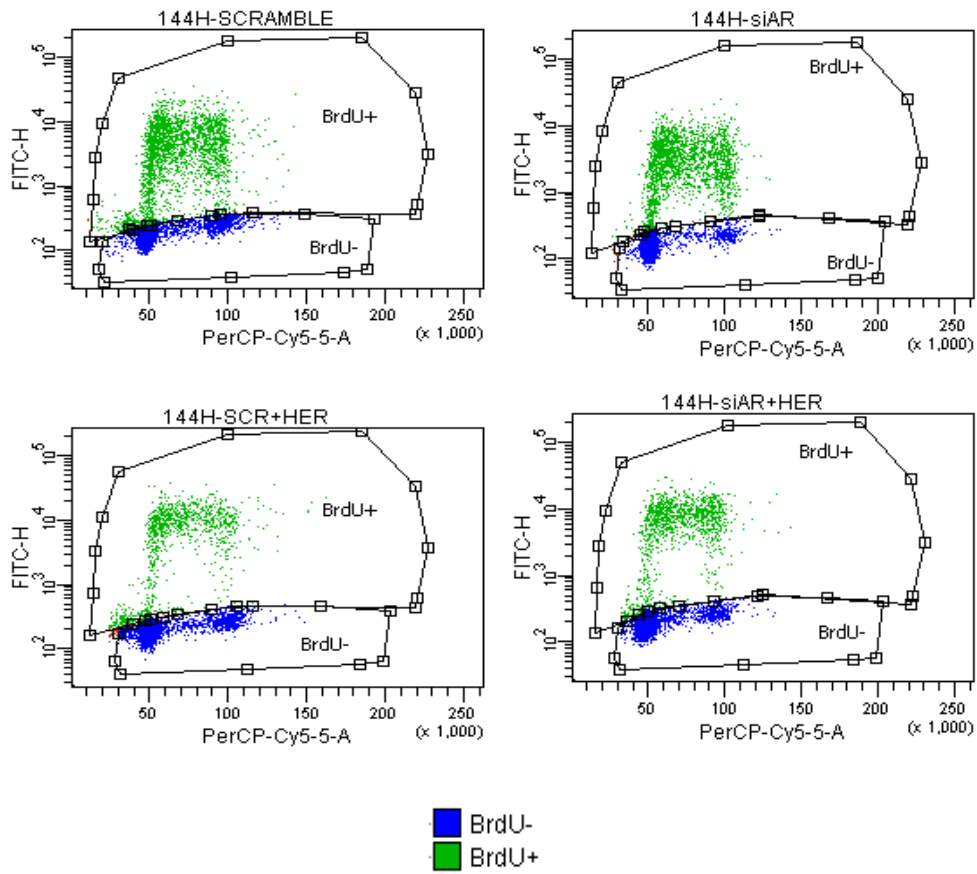 144H-SCRAMBLE
FITC-H
10^5
10^4
10^3
10^2
BrdU+
BrdU-
50 100 150 200 250
PerCP-Cy5-5-A
(x 1,000)
144H-siAR
FITC-H
10^5
10^4
10^3
10^2
BrdU+
BrdU-
50 100 150 200 250
PerCP-Cy5-5-A
(x 1,000)
144H-SCR+HER
FITC-H
10^5
10^4
10^3
10^2
BrdU+
BrdU-
50 100 150 200 250
PerCP-Cy5-5-A
(x 1,000)
144H-siAR+HER
FITC-H
10^5
10^4
10^3
10^2
BrdU+
BrdU-
50 100 150 200 250
PerCP-Cy5-5-A
(x 1,000)
BrdU-
BrdU+